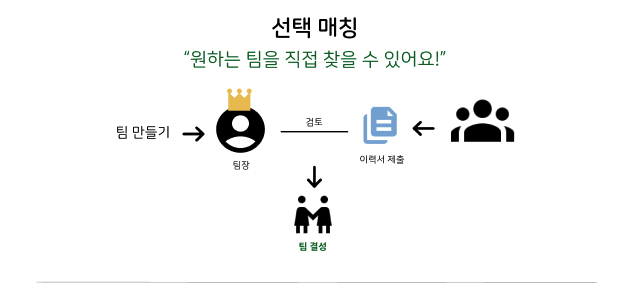 선택 매칭
“원하는 팀을 직접 찾을 수 있어요!”
팀 만들기
검토
팀장
이력서 제출
팀 결성